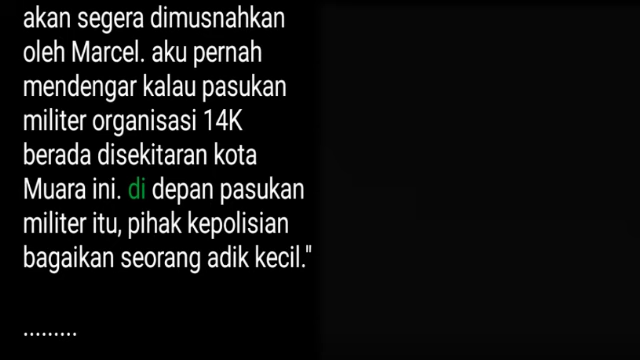 akan segera dimusnahkan
oleh Marcel. aku pernah
mendengar kalau pasukan
militer organisasi 14K
berada disekitaran kota
Muara ini. di depan pasukan
militer itu, pihak kepolisian
bagaikan seorang adik kecil."
.........